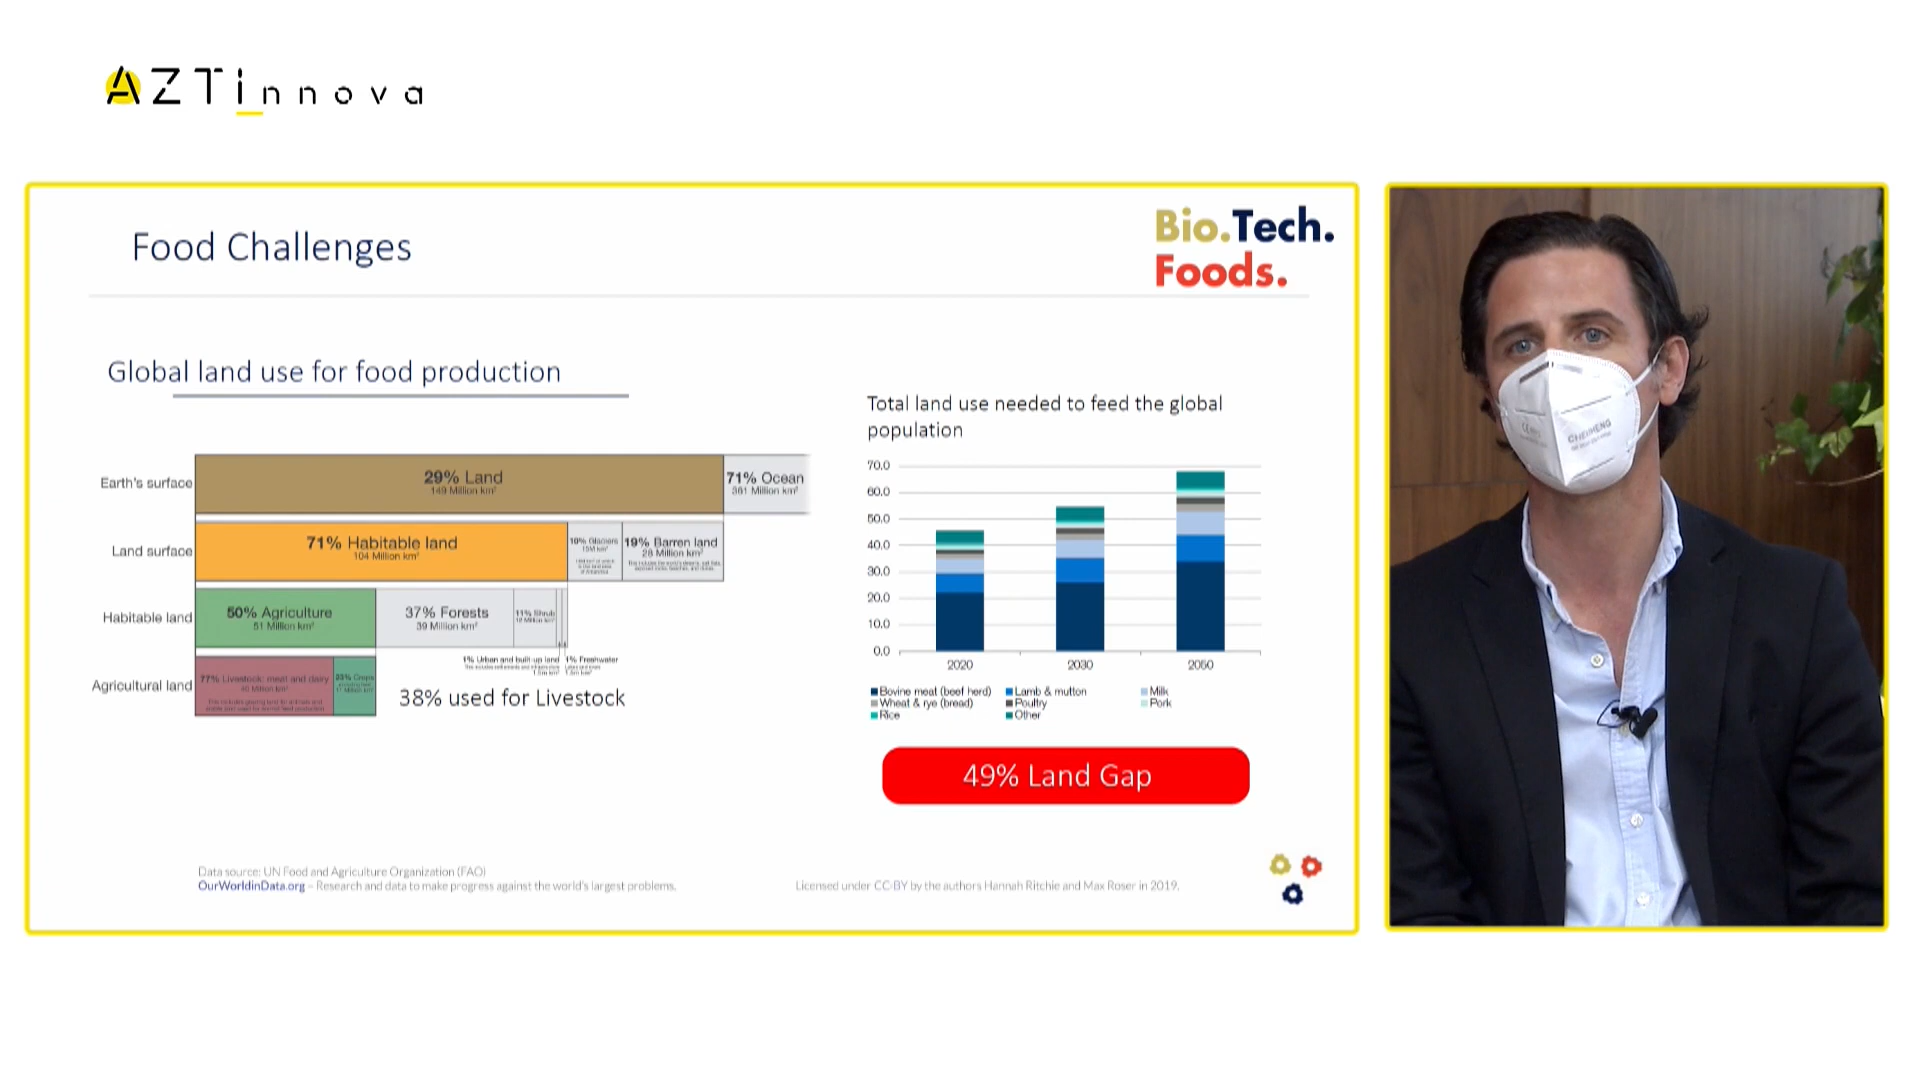 AZTInnova
Food Challenges
Bio.Tech.
Foods.
Global land use for food production
Earth's surface
29% Land
149 Million km²
71% Ocean
361 Million km²
Land surface
71% Habitable land
104 Million km²
10% Glaciers
15M km²
19% Barren land
28 Million km²
Habitable land
50% Agriculture
51 Million km²
37% Forests
39 Million km²
11% Shrub
12 Million km²
1% Urban and built-up land
1% Freshwater
Agricultural land
77% Livestock: meat and dairy
40 Million km²
23% Crops
11 Million km²
38% used for Livestock
Total land use needed to feed the global
population
70.0
60.0
50.0
40.0
30.0
20.0
10.0
0.0
2020
2030
2050
Bovine meat (beef herd)
Lamb & mutton
Milk
Wheat & rye (bread)
Poultry
Pork
Rice
Other
49% Land Gap
Data source: UN Food and Agriculture Organization (FAO)
OurWorldinData.org – Research and data to make progress against the world's largest problems.
Licensed under CC-BY by the authors Hannah Ritchie and Max Roser in 2019.